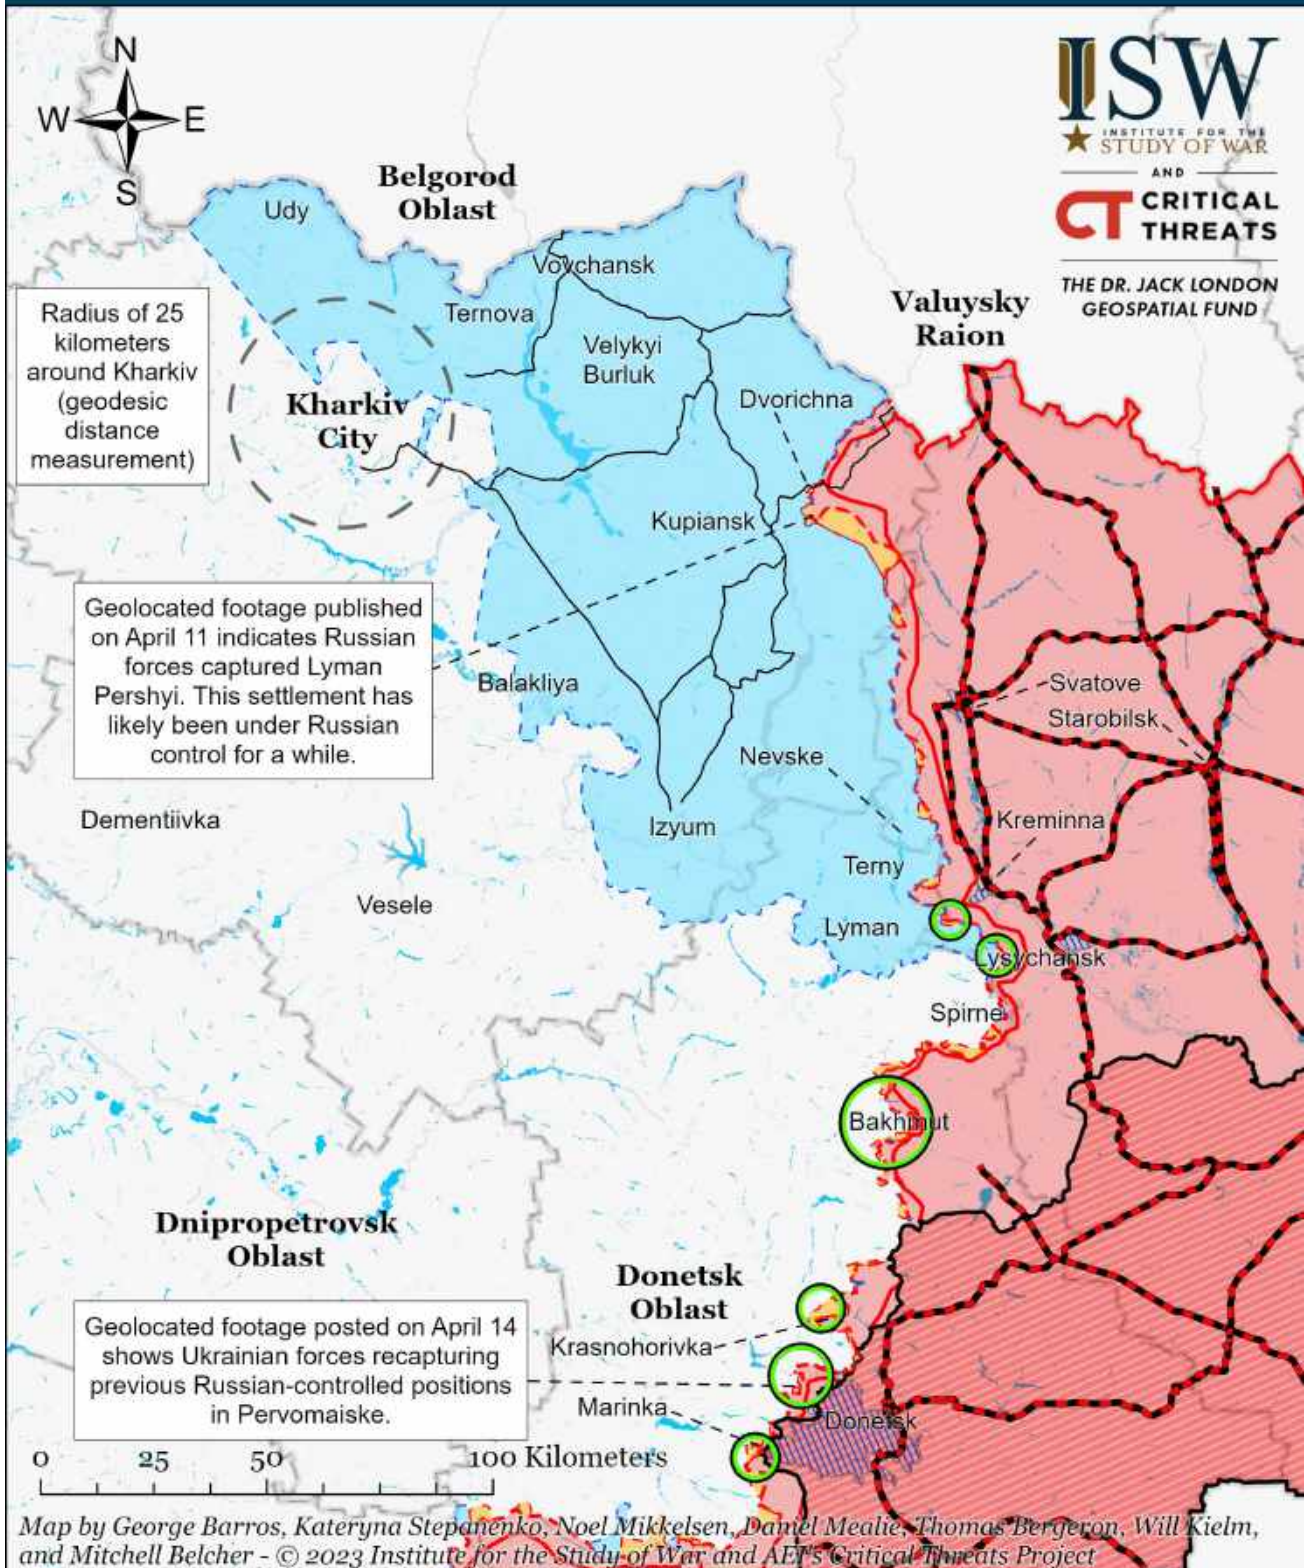 N
W E
S
ISW
INSTITUTE FOR THE
STUDY OF WAR
AND
CT CRITICAL
THREATS
THE DR. JACK LONDON
GEOSPATIAL FUND
Belgorod
Oblast
Udy
Vovchansk
Ternova
Valuysky
Raion
Radius of 25
kilometers
around Kharkiv
(geodesic
distance
measurement)
Velykyi
Burluk
Kharkiv
City
Dvorichna
Kupiansk
Geolocated footage published
on April 11 indicates Russian
forces captured Lyman
Pershyi. This settlement has
likely been under Russian
control for a while.
Balakliya
Svatove
Starobilsk
Nevske
Dementiivka
Izyum
Kreminna
Terny
Vesele
Lyman
Lysychansk
Spirne
Bakhmut
Dnipropetrovsk
Oblast
Donetsk
Oblast
Geolocated footage posted on April 14
shows Ukrainian forces recapturing
previous Russian-controlled positions
in Pervomaiske.
Krasnohorivka
Marinka
Donetsk
0 25 50 100 Kilometers
Map by George Barros, Kateryna Stepanenko, Noel Mikkelsen, Daniel Mealie, Thomas Bergeron, Will Kielm,
and Mitchell Belcher - © 2023 Institute for the Study of War and AEI's Critical Threats Project